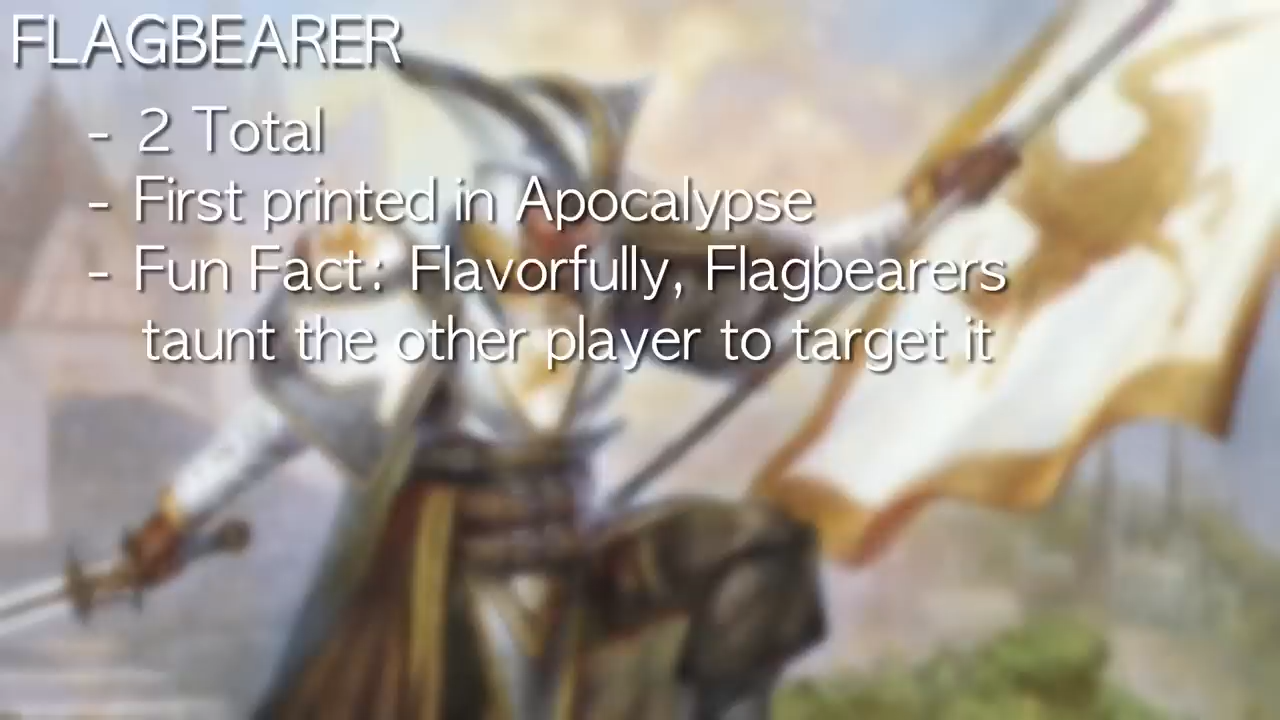 FLAGBEARER
- 2 Total
- First printed in Apocalypse
- Fun Fact: Flavorfully, Flagbearers
taunt the other player to target it